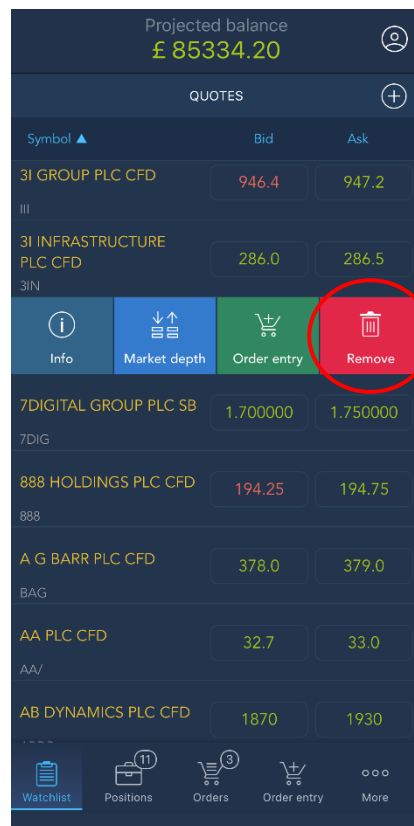 Projected balance
£ 85334.20
QUOTES
Symbol ▲ Bid Ask
3I GROUP PLC CFD 946.4 947.2
III
3I INFRASTRUCTURE
PLC CFD 286.0 286.5
3IN
Info Market depth Order entry Remove
7DIGITAL GROUP PLC SB 1.700000 1.750000
7DIG
888 HOLDINGS PLC CFD 194.25 194.75
888
A G BARR PLC CFD 378.0 379.0
BAG
AA PLC CFD 32.7 33.0
AA/
AB DYNAMICS PLC CFD 1870 1930
11 3
Watchlist Positions Orders Order entry More